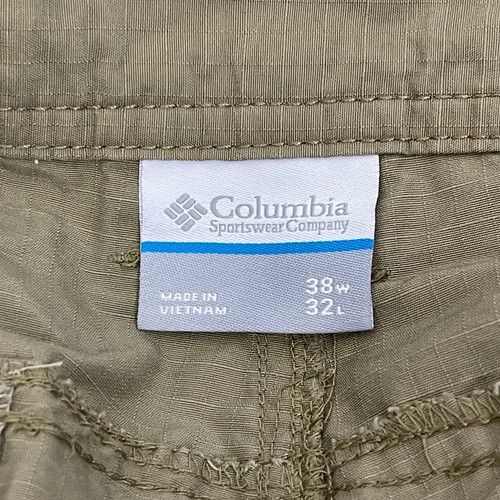 Columbia
Sportswear Company
38W
MADE IN
VIETNAM
32L